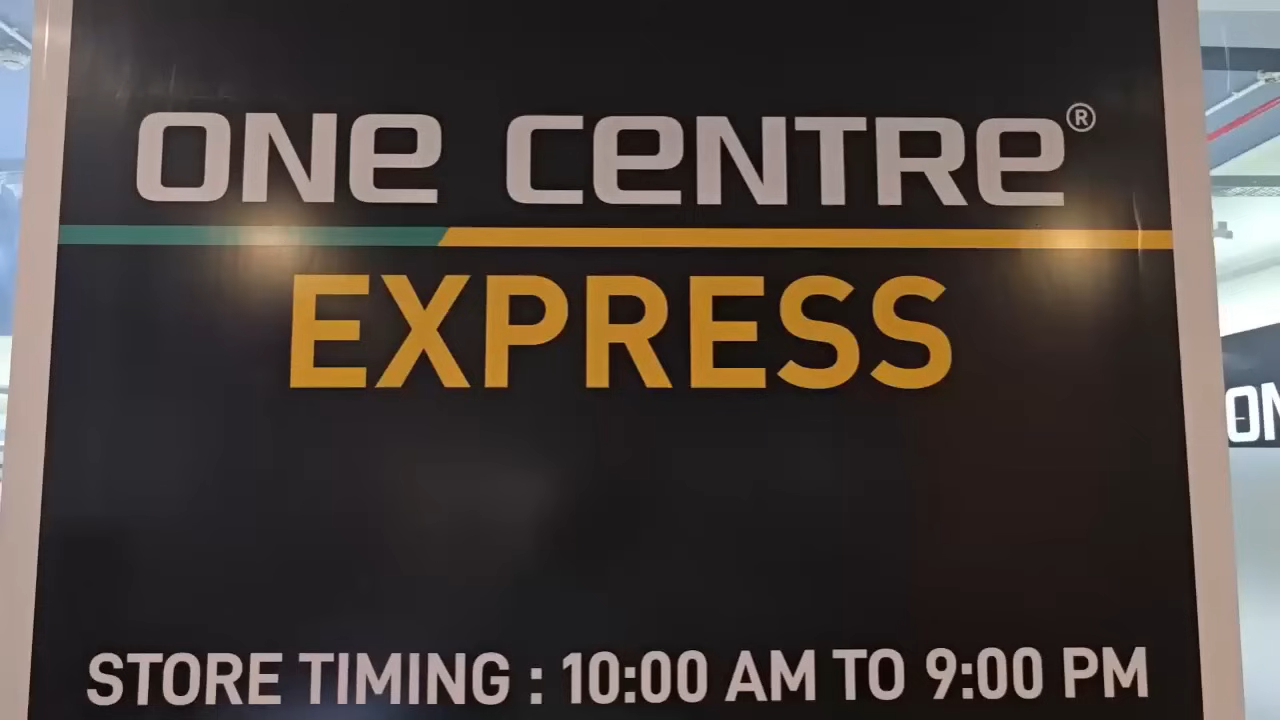 ONE CENTRE®
EXPRESS
STORE TIMING : 10:00 AM TO 9:00 PM